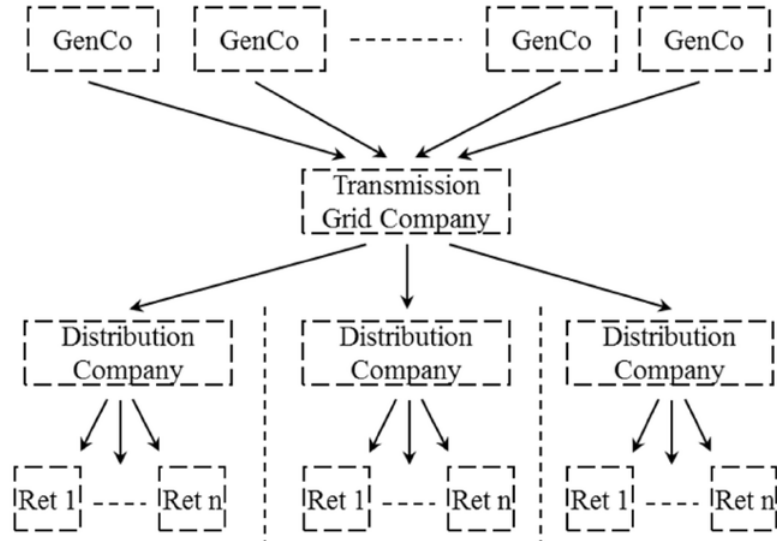 GenCo GenCo GenCo GenCo
Transmission
Grid Company
Distribution
Company
Distribution
Company
Distribution
Company
Ret 1 Ret n Ret 1 Ret n Ret 1 Ret n